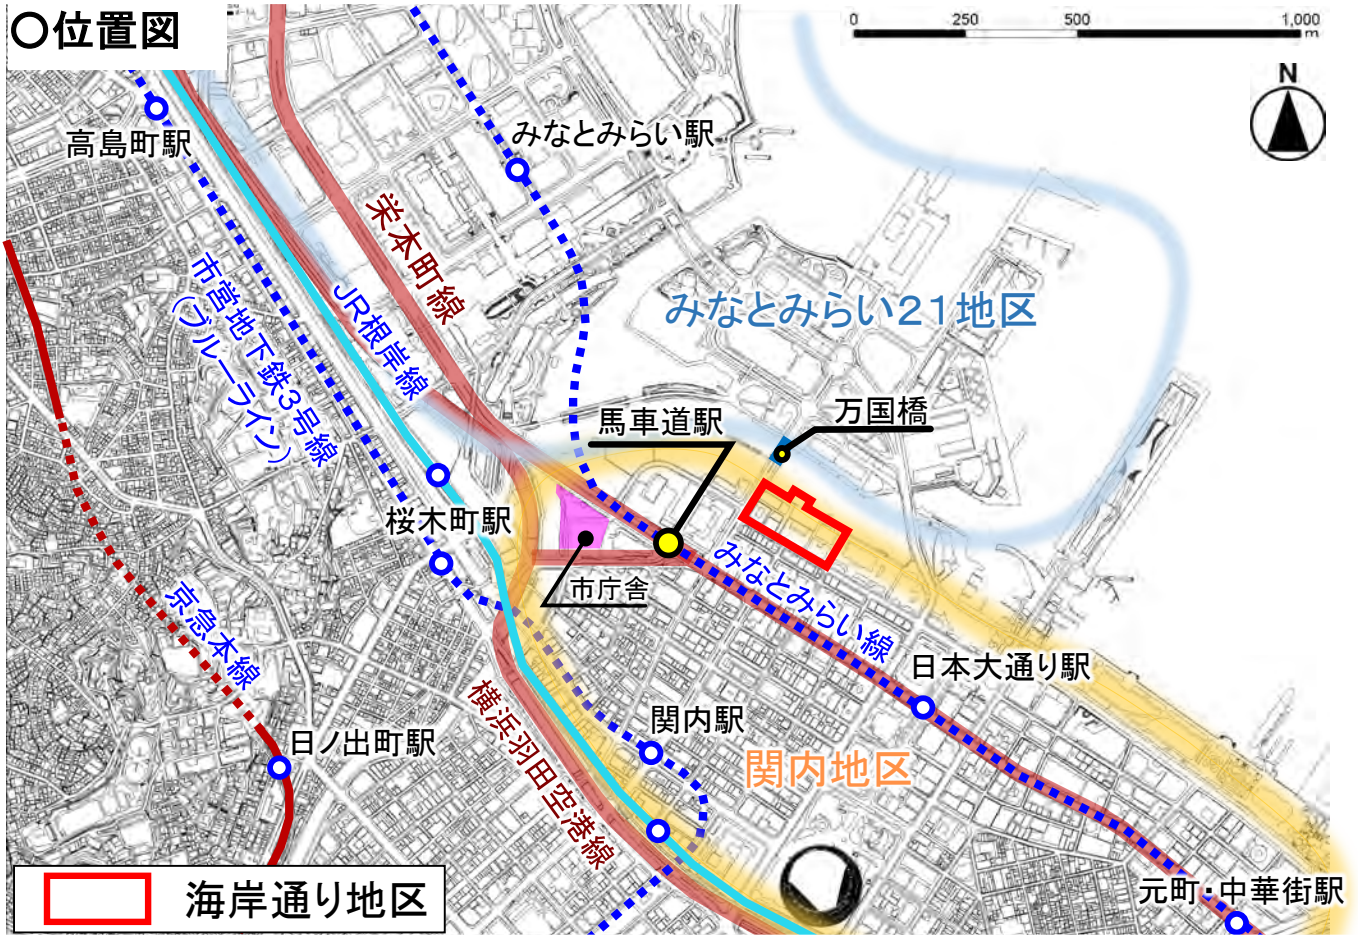 ○位置図
0 250 500 1,000
m
N
高島町駅
みなとみらい駅
栄本町線
市営地下鉄3号線
(ブルーライン)
JR根岸線
みなとみらい21地区
馬車道駅
万国橋
桜木町駅
市庁舎
みなとみらい線
京急本線
日本大通り駅
横浜羽田空港線
関内駅
日ノ出町駅
関内地区
元町・中華街駅
海岸通り地区